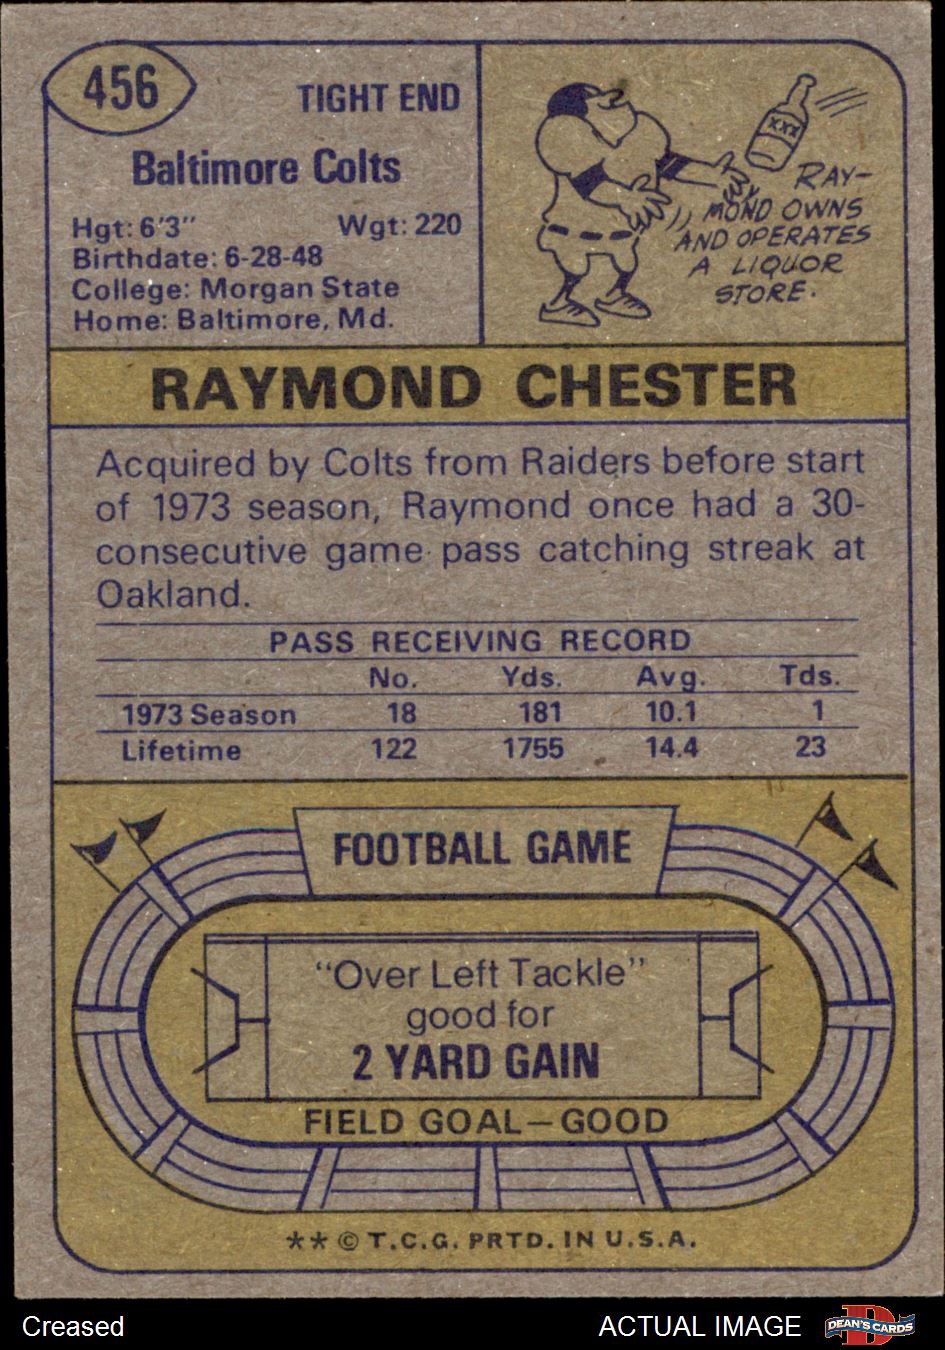 456
TIGHT END
Baltimore Colts
Hgt: 6'3" Wgt: 220
Birthdate: 6-28-48
College: Morgan State
Home: Baltimore, Md.
XXX
RAY-
MOND OWNS
AND OPERATES
A LIQUOR
STORE.
RAYMOND CHESTER
Acquired by Colts from Raiders before start
of 1973 season, Raymond once had a 30-
consecutive game pass catching streak at
Oakland.
PASS RECEIVING RECORD
No. Yds. Avg. Tds.
1973 Season 18 181 10.1 1
Lifetime 122 1755 14.4 23
FOOTBALL GAME
"Over Left Tackle"
good for
2 YARD GAIN
FIELD GOAL—GOOD
** © T.C.G. PRTD. IN U.S.A.
Creased
ACTUAL IMAGE
D
DEAN'S CARDS